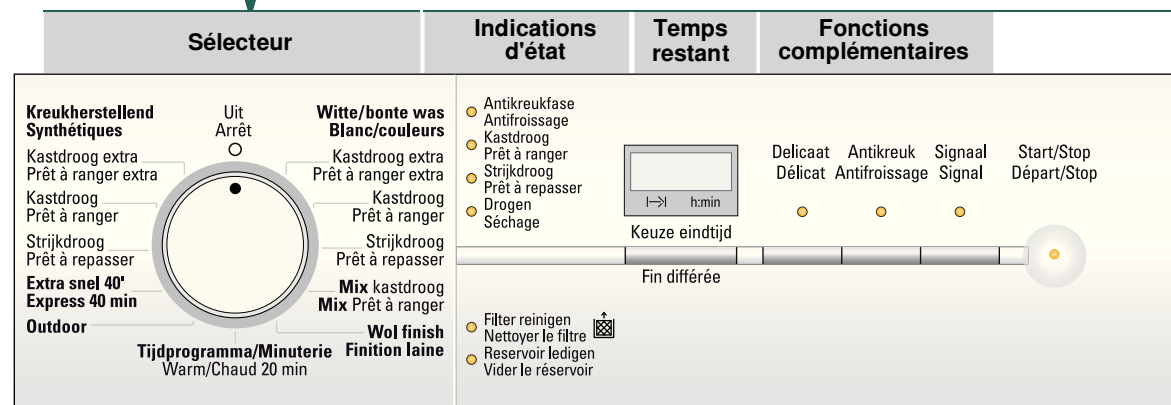 Sélecteur
Indications
d'état
Temps
restant
Fonctions
complémentaires
Kreukherstellend
Synthétiques
Kastdroog extra
Prêt à ranger extra
Kastdroog
Prêt à ranger
Strijkdroog
Prêt à repasser
Extra snel 40'
Express 40 min
Outdoor
Uit
Arrêt
Tijdprogramma/Minuterie
Warm/Chaud 20 min
Witte/bonte was
Blanc/couleurs
Kastdroog extra
Prêt à ranger extra
Kastdroog
Prêt à ranger
Strijkdroog
Prêt à repasser
Mix kastdroog
Mix Prêt à ranger
Wol finish
Finition laine
Antikreukfase
Antifroissage
Kastdroog
Prêt à ranger
Strijkdroog
Prêt à repasser
Drogen
Séchage
Filter reinigen
Nettoyer le filtre
Reservoir ledigen
Vider le réservoir
h:min
Keuze eindtijd
Fin différée
Delicaat
Délicat
Antikreuk
Antifroissage
Signaal
Signal
Start/Stop
Départ/Stop